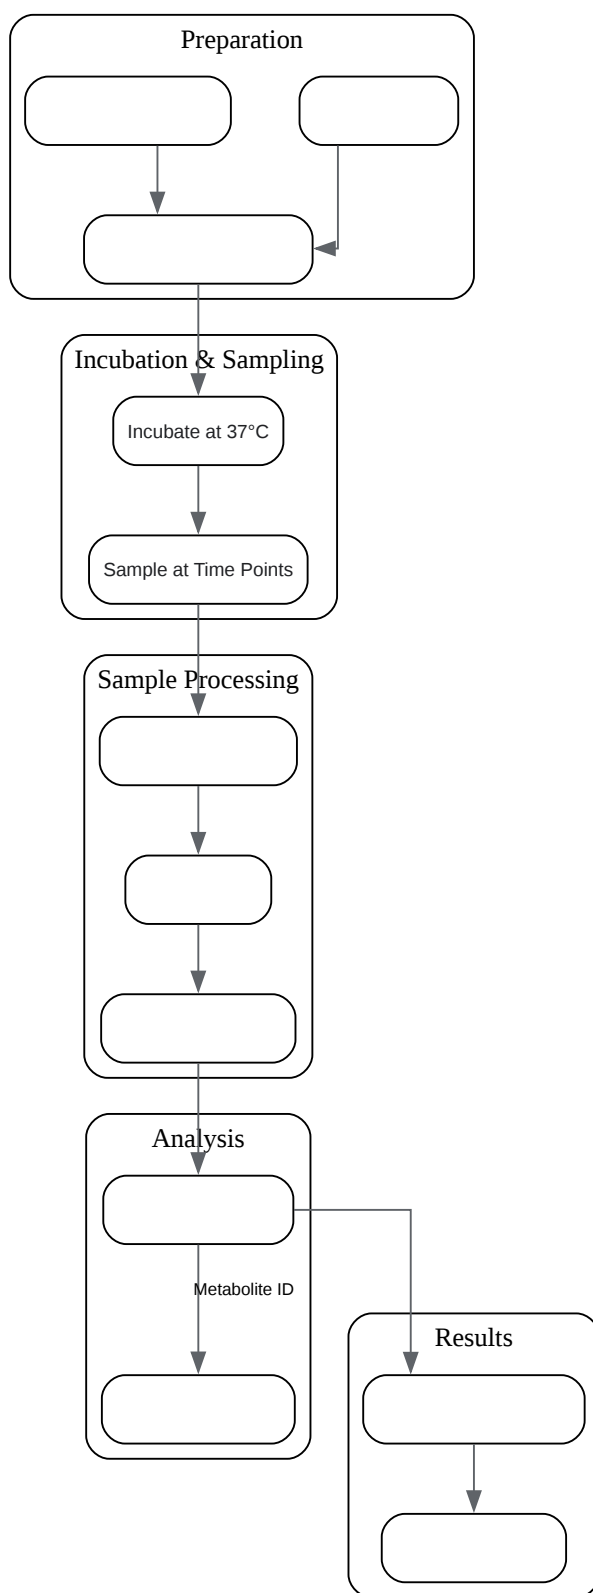 Preparation
Incubation & Sampling
Incubate at 37°C
Sample at Time Points
Sample Processing
Analysis
Metabolite ID
Results